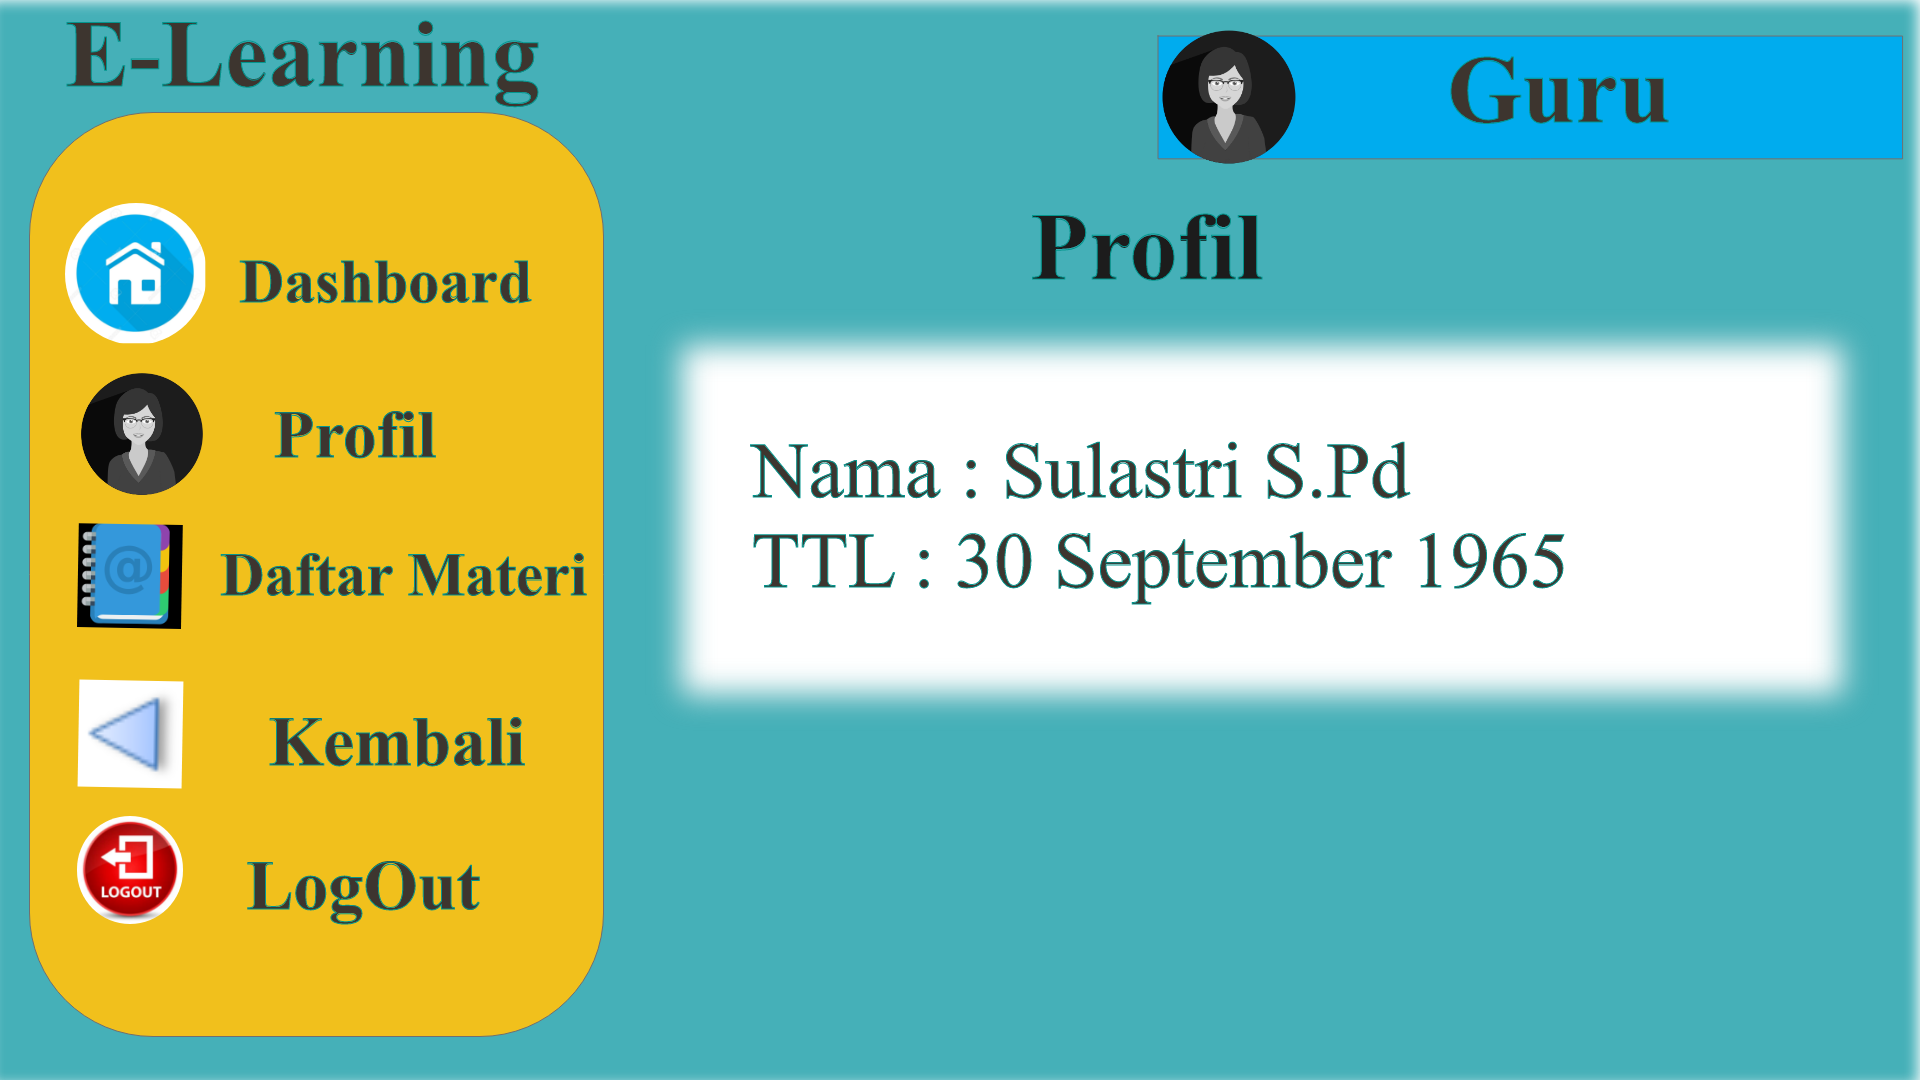 E-Learning
Guru
Profil
Dashboard
Profil
@
Daftar Materi
Kembali
LOGOUT
LogOut
Nama : Sulastri S.Pd
TTL : 30 September 1965